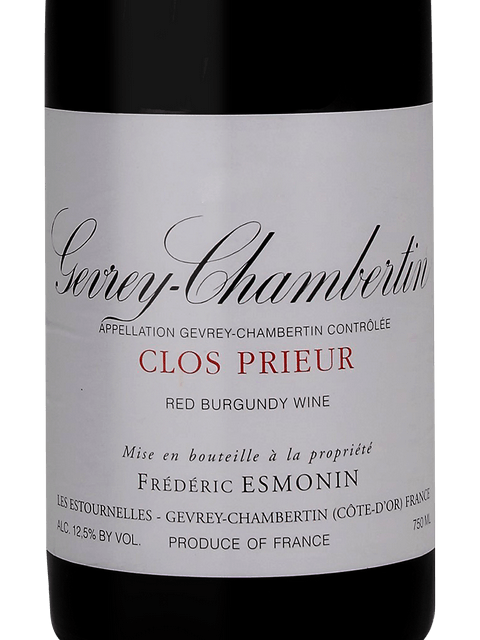 Gevrey-Chambertin
APPELLATION GEVREY-CHAMBERTIN CONTRÔLÉE
CLOS PRIEUR
RED BURGUNDY WINE
Mise en bouteille à la propriété
FRÉDÉRIC ESMONIN
LES ESTOURNELLES - GEVREY-CHAMBERTIN (CÔTE-D'OR) FRANCE
ALC. 12,5% BY VOL. PRODUCE OF FRANCE 750 ML